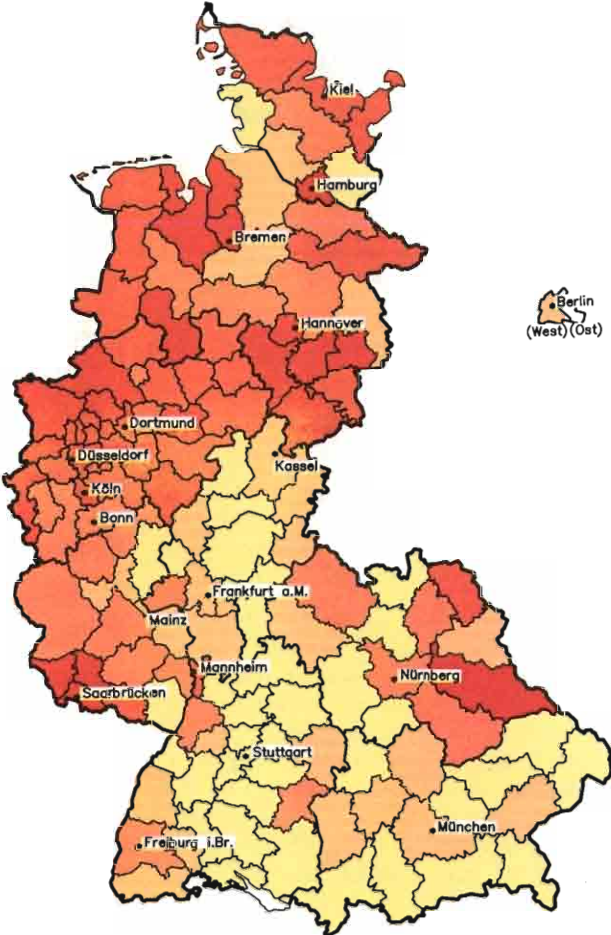 Kiel
Hamburg
Bremen
Berlin
(West) (Ost)
Hannover
Dortmund
Düsseldorf
Kassel
Köln
Bonn
Frankfurt a.M.
Mainz
Mannheim
Nürnberg
Saarbrücken
Stuttgart
München
Freiburg i.Br.